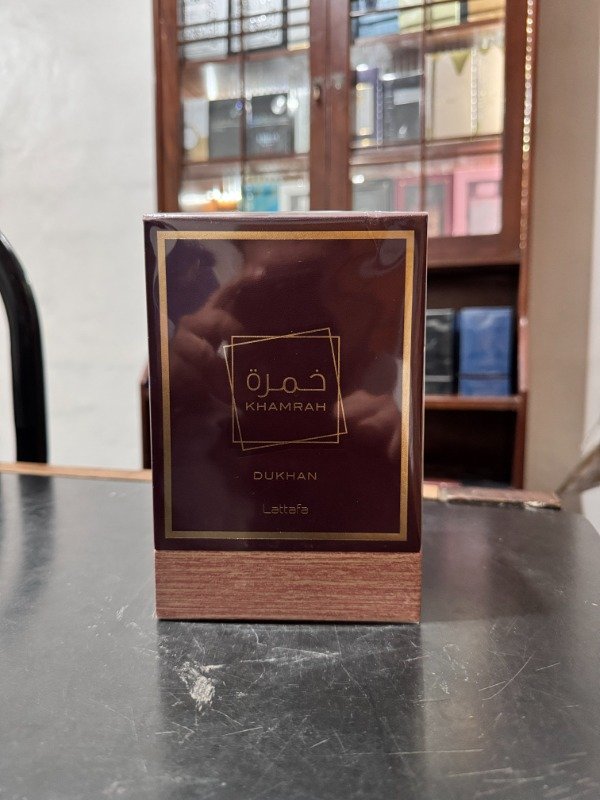 خمرة
KHAMRAH
DUKHAN
Lattafa